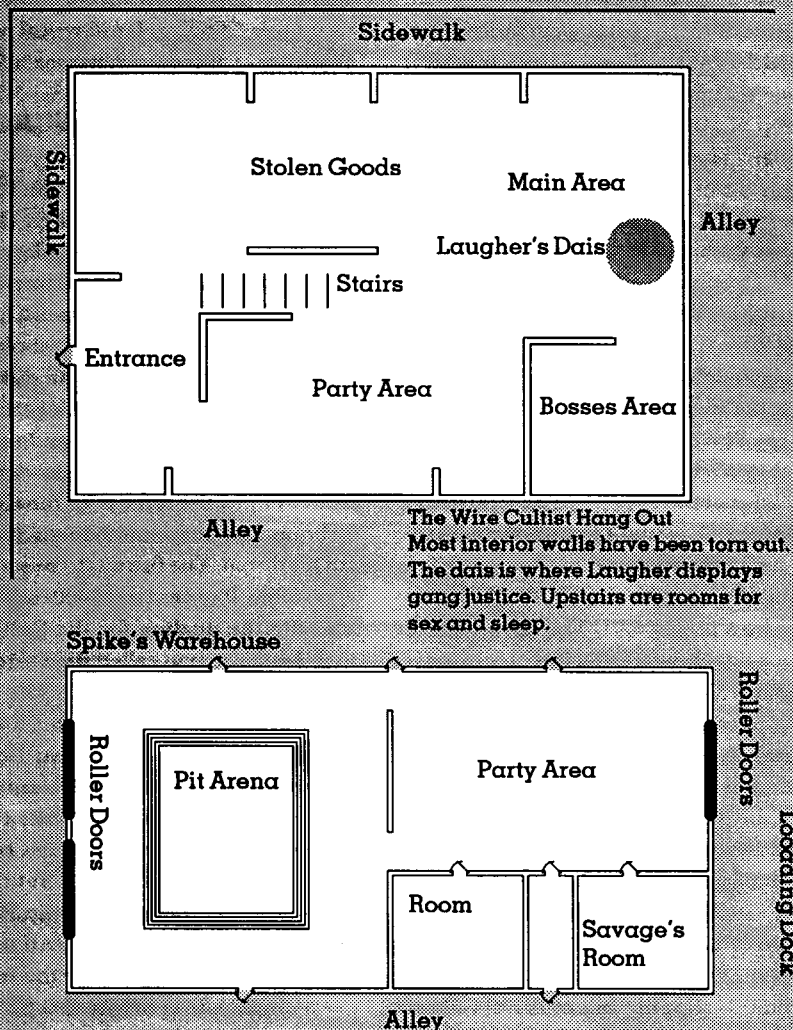 Sidewalk
Sidewalk
Stolen Goods
Main Area
Alley
Laugher's Dais
Stairs
Entrance
Party Area
Bosses Area
Alley
The Wire Cultist Hang Out
Most interior walls have been torn out.
The dais is where Laugher displays
gang justice. Upstairs are rooms for
sex and sleep.
Spike's Warehouse
Roller Doors
Pit Arena
Party Area
Roller Doors
Room
Savage's
Room
Loading Dock
Alley